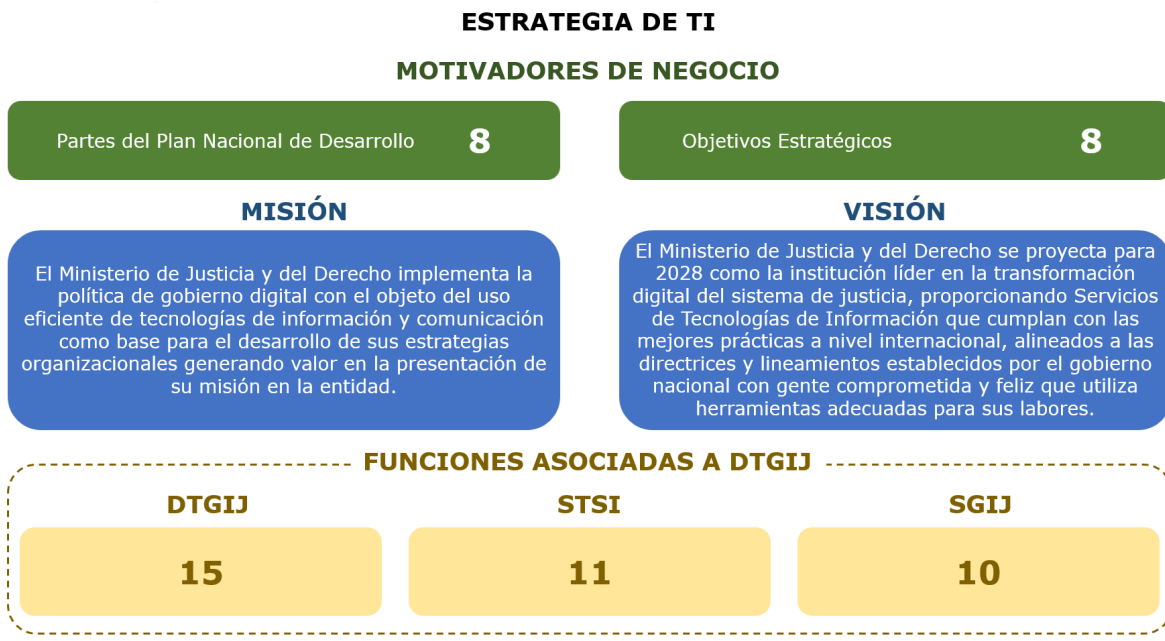 ESTRATEGIA DE TI
MOTIVADORES DE NEGOCIO
Partes del Plan Nacional de Desarrollo 8
Objetivos Estratégicos 8
MISIÓN
El Ministerio de Justicia y del Derecho implementa la
política de gobierno digital con el objeto del uso
eficiente de tecnologías de información y comunicación
como base para el desarrollo de sus estrategias
organizacionales generando valor en la presentación de
su misión en la entidad.
VISIÓN
El Ministerio de Justicia y del Derecho se proyecta para
2028 como la institución líder en la transformación
digital del sistema de justicia, proporcionando Servicios
de Tecnologías de Información que cumplan con las
mejores prácticas a nivel internacional, alineados a las
directrices y lineamientos establecidos por el gobierno
nacional con gente comprometida y feliz que utiliza
herramientas adecuadas para sus labores.
FUNCIONES ASOCIADAS A DTGIJ
DTGIJ
15
STSI
11
SGIJ
10